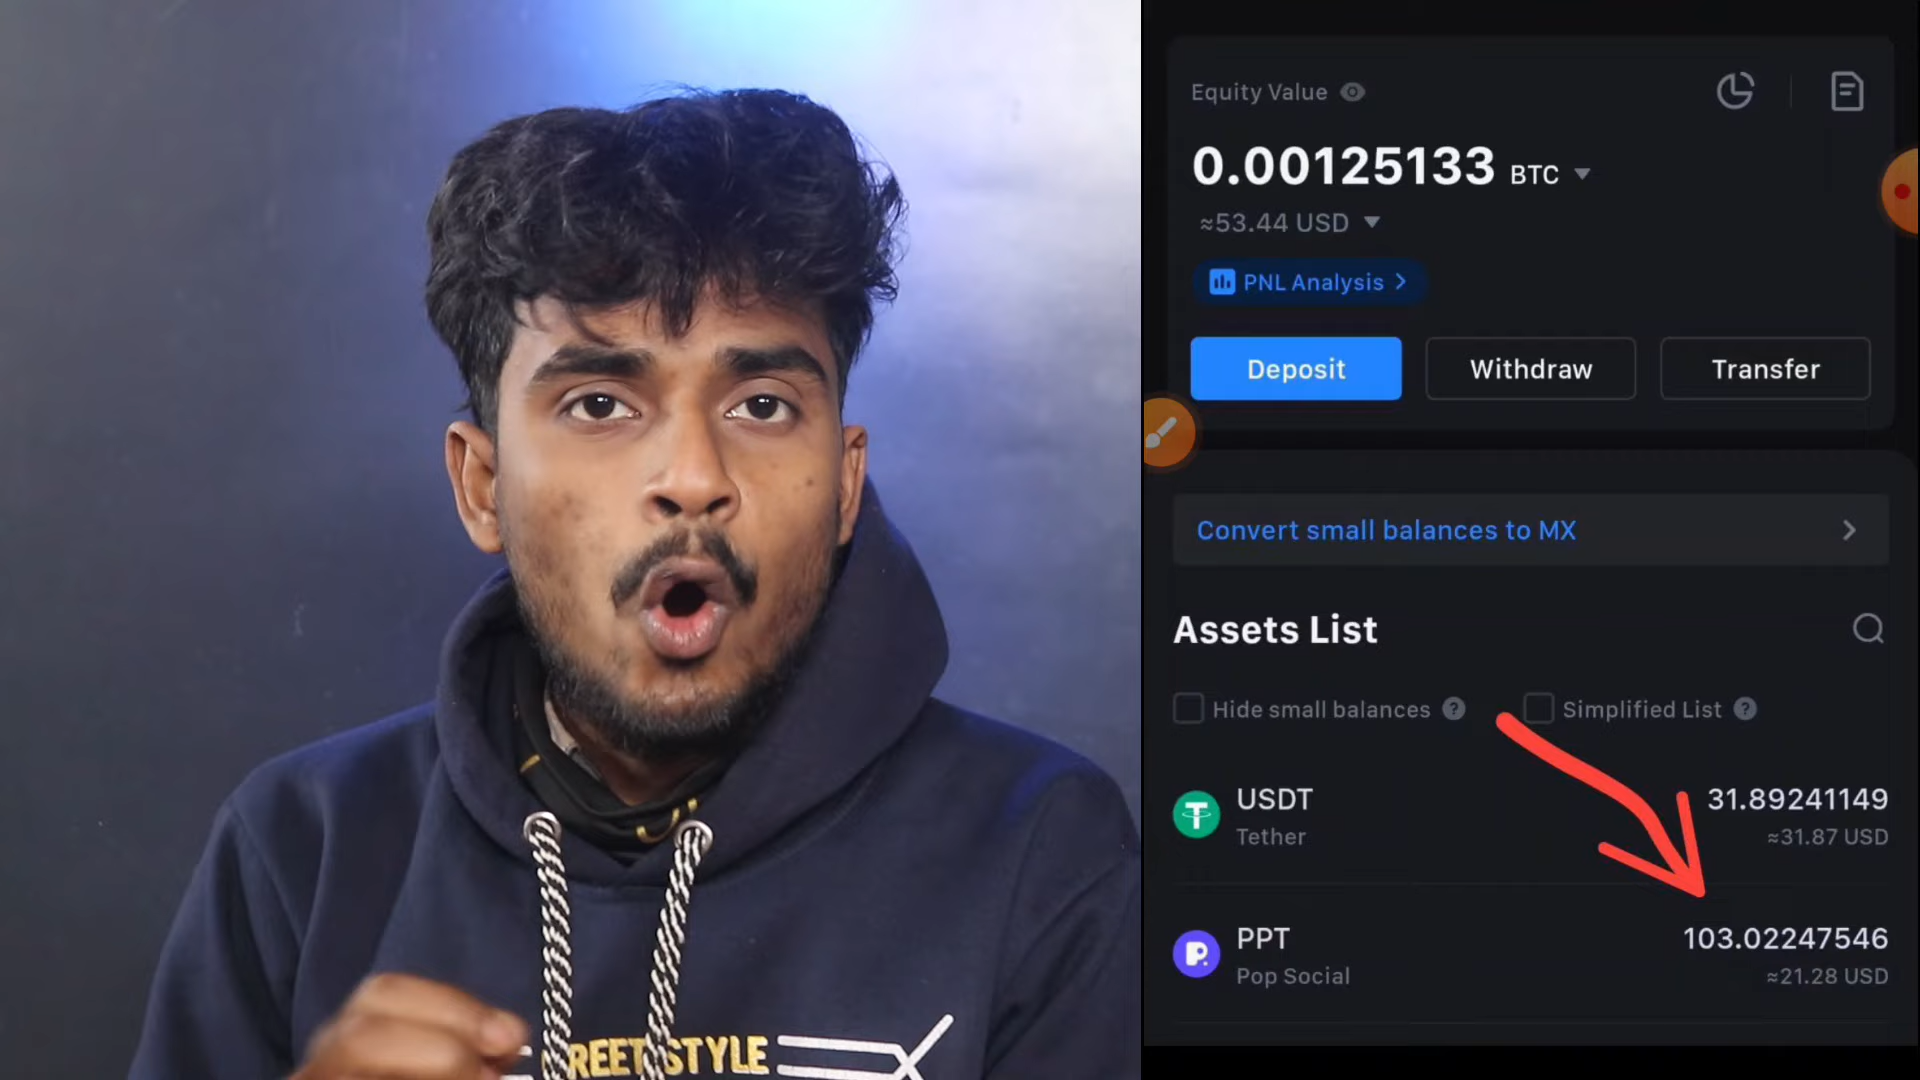 Equity Value
0.00125133 BTC
≈53.44 USD
PNL Analysis
Deposit
Withdraw
Transfer
Convert small balances to MX
Assets List
Hide small balances
Simplified List
USDT
31.89241149
Tether
≈31.87 USD
PPT
103.02247546
Pop Social
≈21.28 USD
REET STYLE